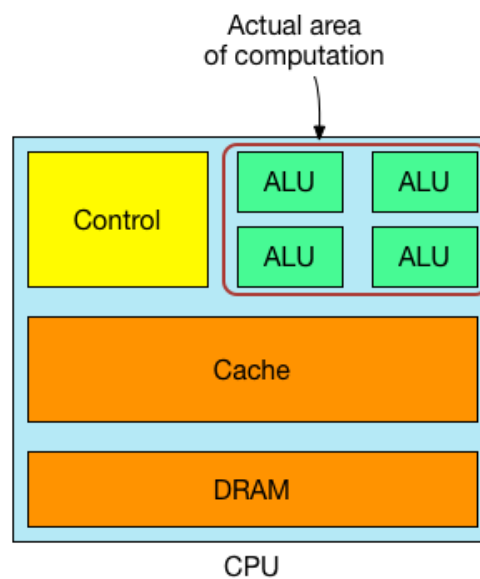 Actual area
of computation
Control
ALU
ALU
ALU
ALU
Cache
DRAM
CPU